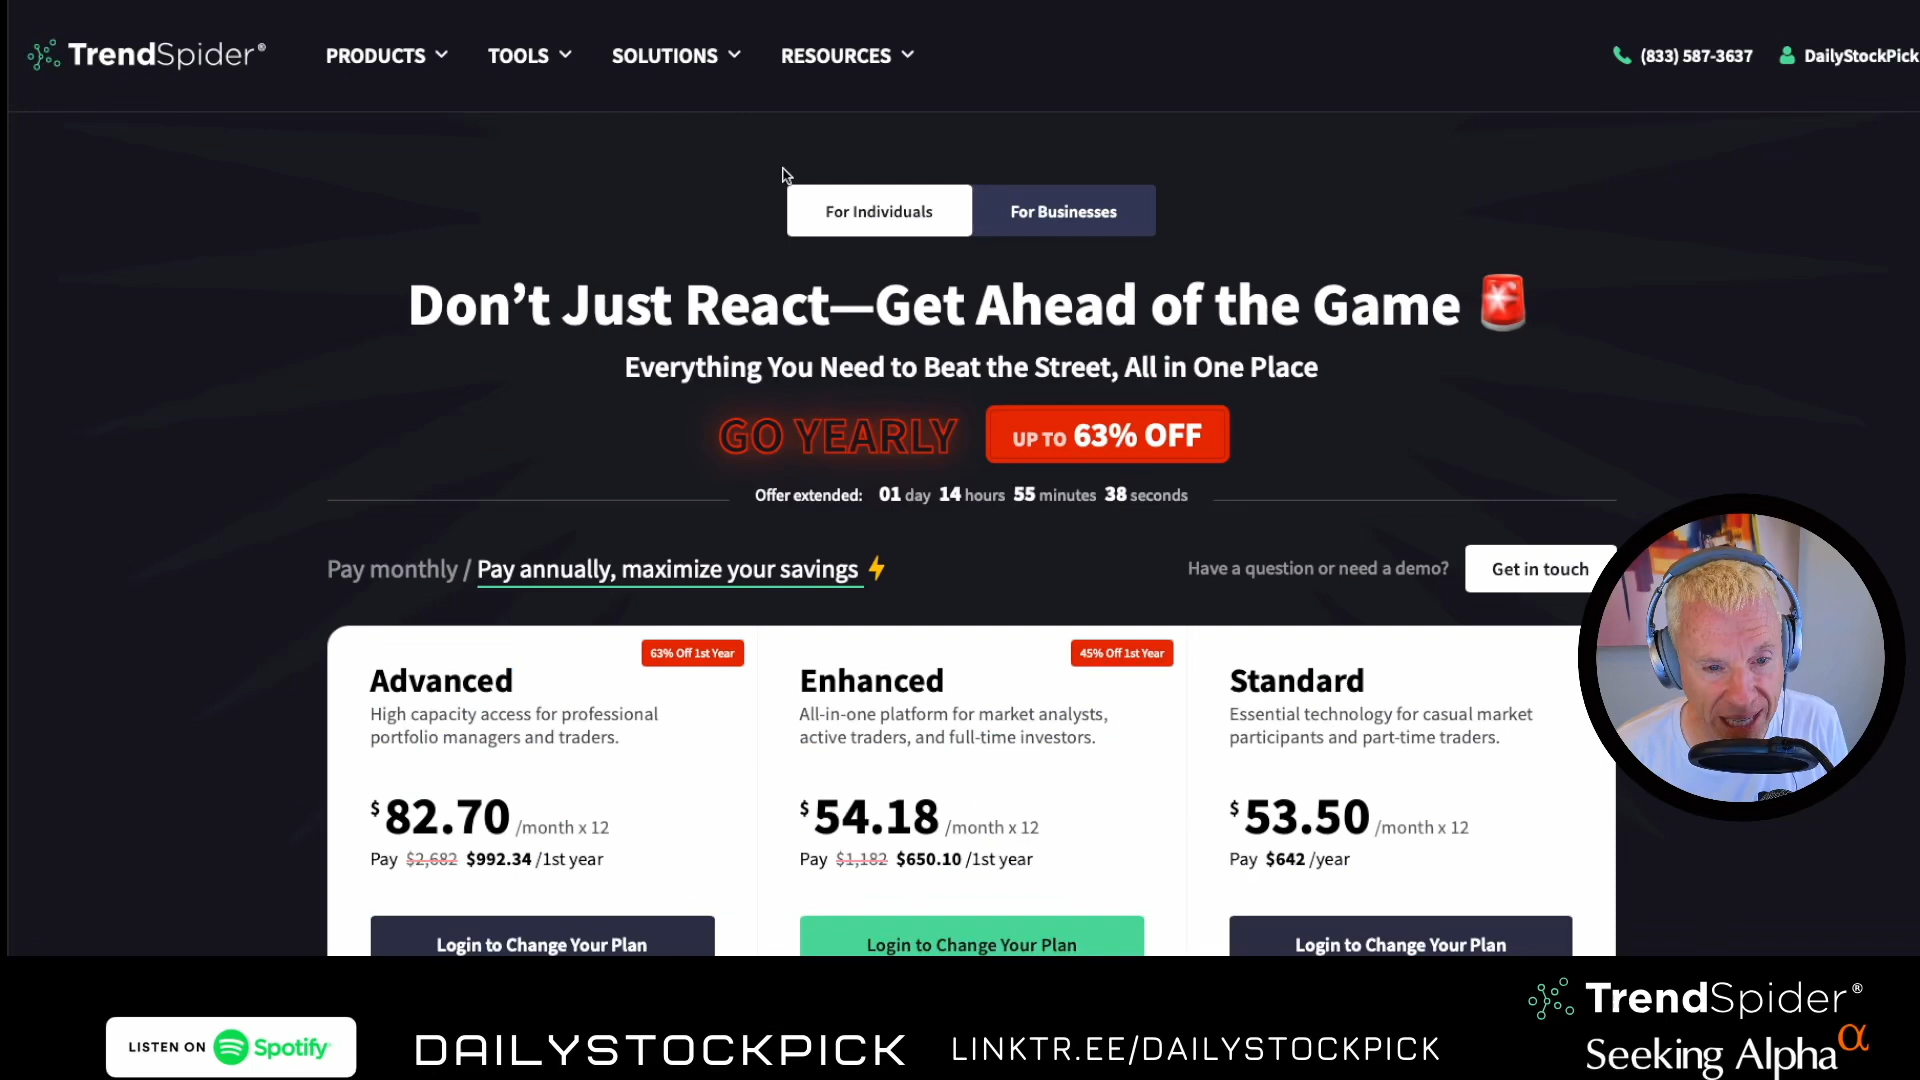 TrendSpider®
PRODUCTS
TOOLS
SOLUTIONS
RESOURCES
(833) 587-3637
DailyStockPick
For Individuals
For Businesses
Don’t Just React—Get Ahead of the Game 🚨
Everything You Need to Beat the Street, All in One Place
GO YEARLY
UP TO 63% OFF
Offer extended: 01 day 14 hours 55 minutes 38 seconds
Pay monthly / Pay annually, maximize your savings ⚡
Have a question or need a demo?
Get in touch
63% Off 1st Year
Advanced
High capacity access for professional
portfolio managers and traders.
$82.70 /month x 12
Pay $2,682 $992.34 /1st year
Login to Change Your Plan
45% Off 1st Year
Enhanced
All-in-one platform for market analysts,
active traders, and full-time investors.
$54.18 /month x 12
Pay $1,182 $650.10 /1st year
Login to Change Your Plan
Standard
Essential technology for casual market
participants and part-time traders.
$53.50 /month x 12
Pay $642 /year
Login to Change Your Plan
LISTEN ON Spotify
DAILYSTOCKPICK
LINKTR.EE/DAILYSTOCKPICK
TrendSpider®
Seeking Alpha α